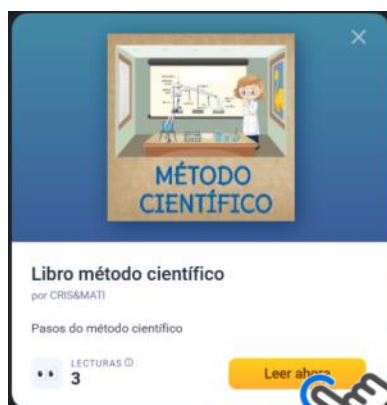 MÉTODO
CIENTÍFICO
Libro método científico
por CRIS&MATI
Pasos do método científico
LECTURAS
3
Leer ahora